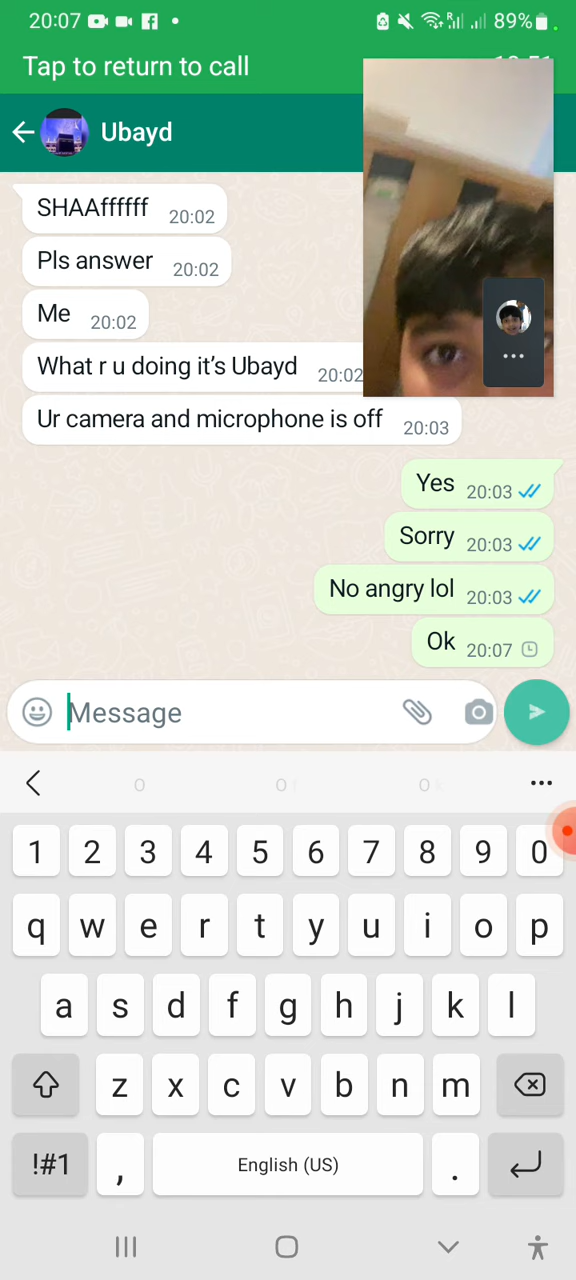 20:07
89%
Tap to return to call
Ubayd
SHAAffffff 20:02
Pls answer 20:02
Me 20:02
What r u doing it’s Ubayd 20:02
Ur camera and microphone is off 20:03
Yes 20:03
Sorry 20:03
No angry lol 20:03
Ok 20:07
Message
1 2 3 4 5 6 7 8 9 0
q w e r t y u i o p
a s d f g h j k l
z x c v b n m
!#1 , English (US) .